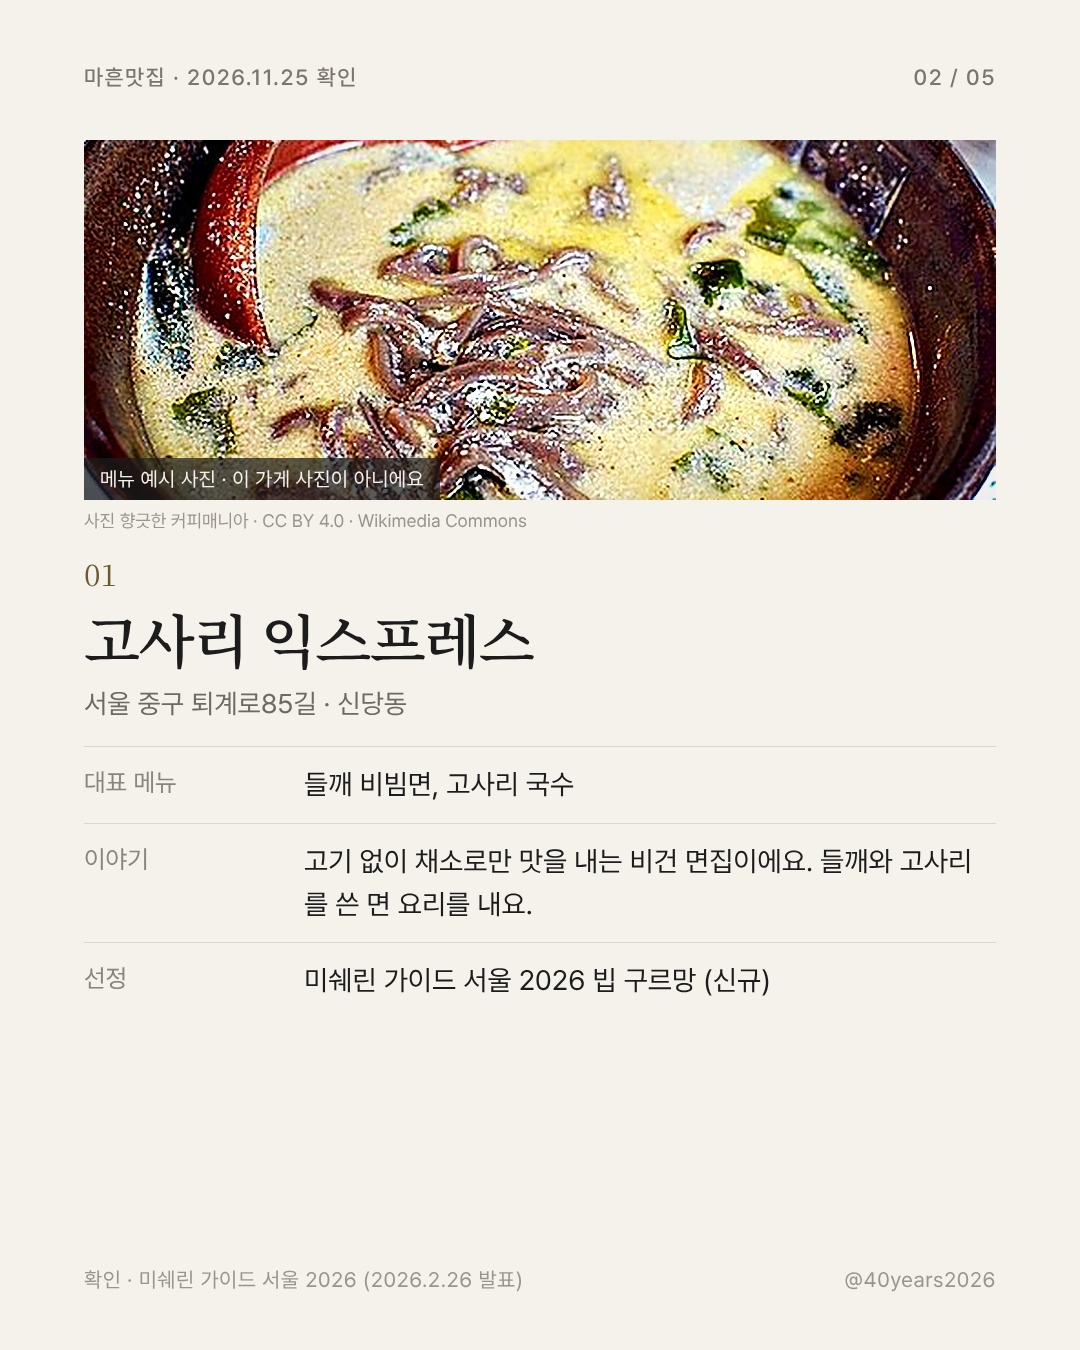 마흔맛집 · 2026.11.25 확인
02 / 05
메뉴 예시 사진 · 이 가게 사진이 아니에요
사진 향긋한 커피매니아 · CC BY 4.0 · Wikimedia Commons
01
고사리 익스프레스
서울 중구 퇴계로85길 · 신당동
대표 메뉴
들깨 비빔면, 고사리 국수
이야기
고기 없이 채소로만 맛을 내는 비건 면집이에요. 들깨와 고사리
를 쓴 면 요리를 내요.
선정
미쉐린 가이드 서울 2026 빕 구르망 (신규)
확인 · 미쉐린 가이드 서울 2026 (2026.2.26 발표)
@40years2026